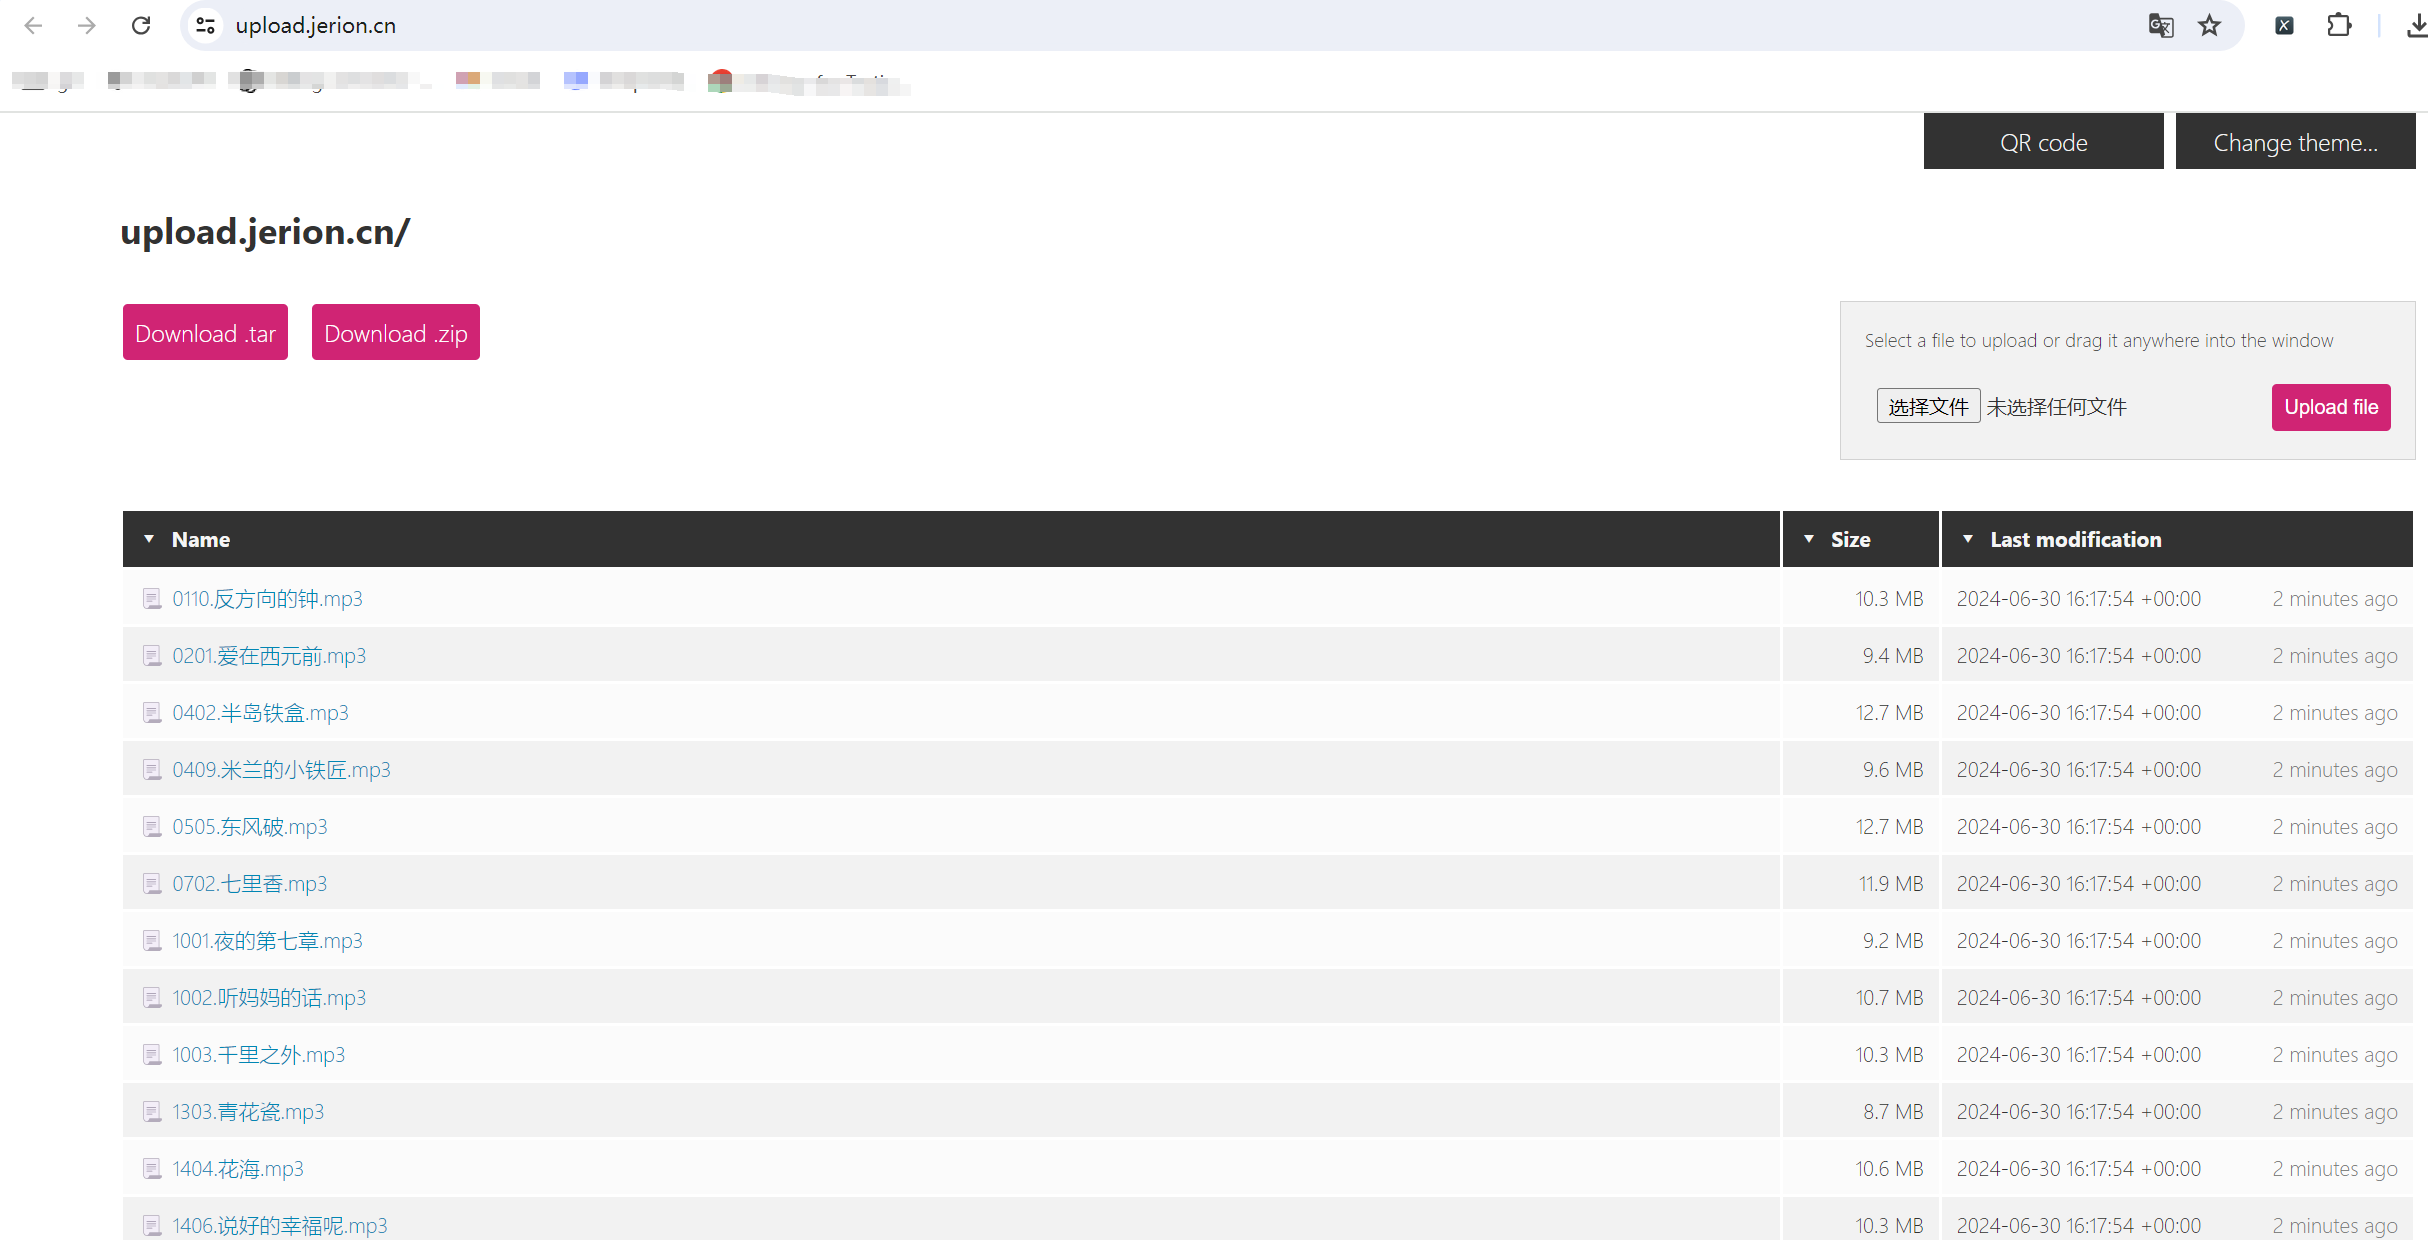 upload.jerion.cn
QR code
Change theme...
upload.jerion.cn/
Download .tar
Download .zip
Select a file to upload or drag it anywhere into the window
选择文件 未选择任何文件
Upload file
Name Size Last modification
0110.反方向的钟.mp3 10.3 MB 2024-06-30 16:17:54 +00:00 2 minutes ago
0201.爱在西元前.mp3 9.4 MB 2024-06-30 16:17:54 +00:00 2 minutes ago
0402.半岛铁盒.mp3 12.7 MB 2024-06-30 16:17:54 +00:00 2 minutes ago
0409.米兰的小铁匠.mp3 9.6 MB 2024-06-30 16:17:54 +00:00 2 minutes ago
0505.东风破.mp3 12.7 MB 2024-06-30 16:17:54 +00:00 2 minutes ago
0702.七里香.mp3 11.9 MB 2024-06-30 16:17:54 +00:00 2 minutes ago
1001.夜的第七章.mp3 9.2 MB 2024-06-30 16:17:54 +00:00 2 minutes ago
1002.听妈妈的话.mp3 10.7 MB 2024-06-30 16:17:54 +00:00 2 minutes ago
1003.千里之外.mp3 10.3 MB 2024-06-30 16:17:54 +00:00 2 minutes ago
1303.青花瓷.mp3 8.7 MB 2024-06-30 16:17:54 +00:00 2 minutes ago
1404.花海.mp3 10.6 MB 2024-06-30 16:17:54 +00:00 2 minutes ago
1406.说好的幸福呢.mp3 10.3 MB 2024-06-30 16:17:54 +00:00 2 minutes ago